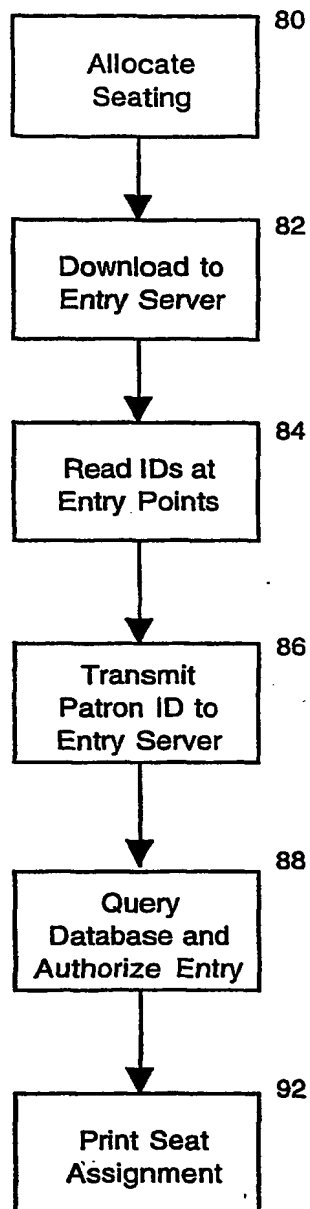 80
Allocate
Seating
82
Download to
Entry Server
84
Read IDs at
Entry Points
86
Transmit
Patron ID to
Entry Server
88
Query
Database and
Authorize Entry
92
Print Seat
Assignment